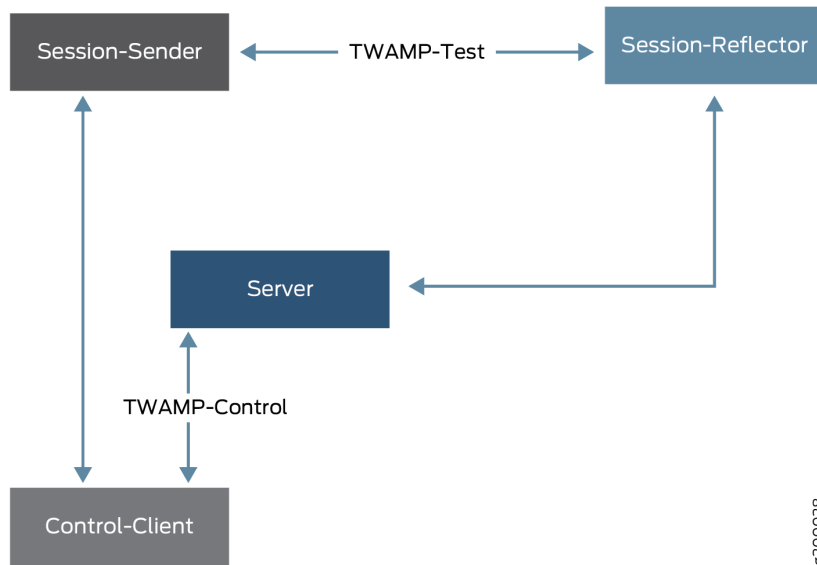 Session-Sender
TWAMP-Test
Session-Reflector
Server
TWAMP-Control
Control-Client